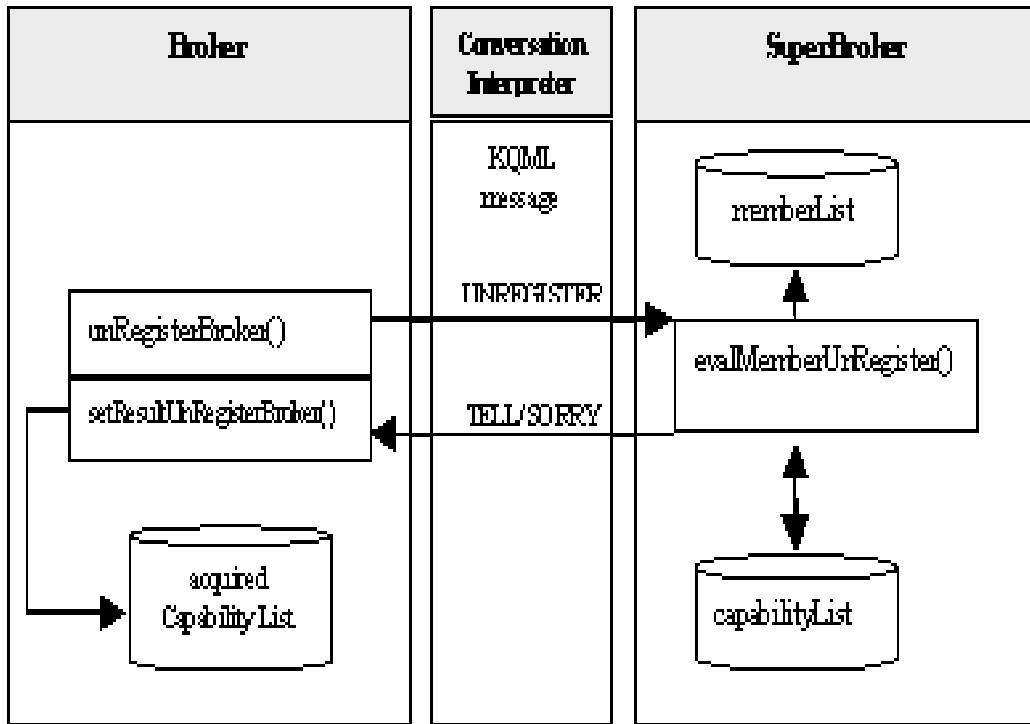 Broker
Conversation
Interpreter
SuperBroker
KQML
message
memberList
UNREGISTER
unRegisterBroker()
evalMemberUnRegister()
setResultUnRegisterBroker()
TELL/SORRY
acquired
CapabilityList
capabilityList